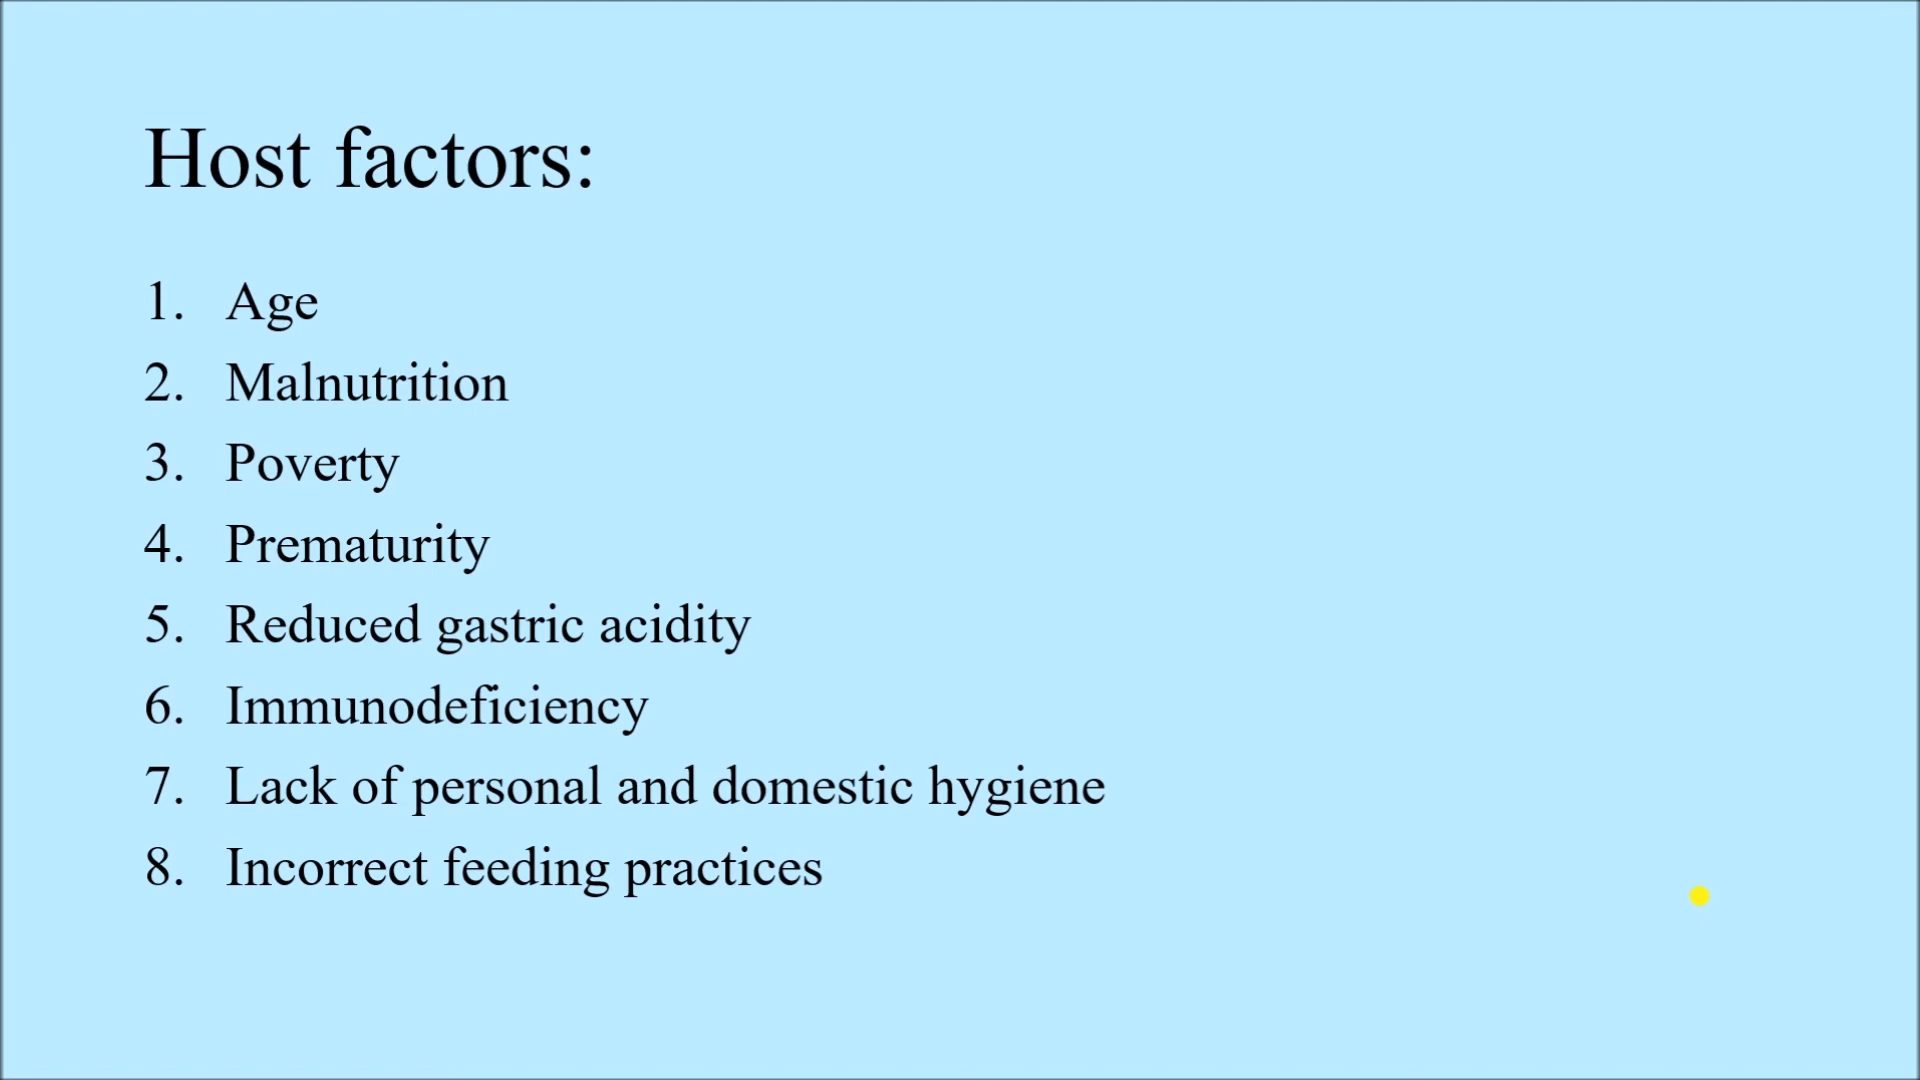 Host factors:
1. Age
2. Malnutrition
3. Poverty
4. Prematurity
5. Reduced gastric acidity
6. Immunodeficiency
7. Lack of personal and domestic hygiene
8. Incorrect feeding practices